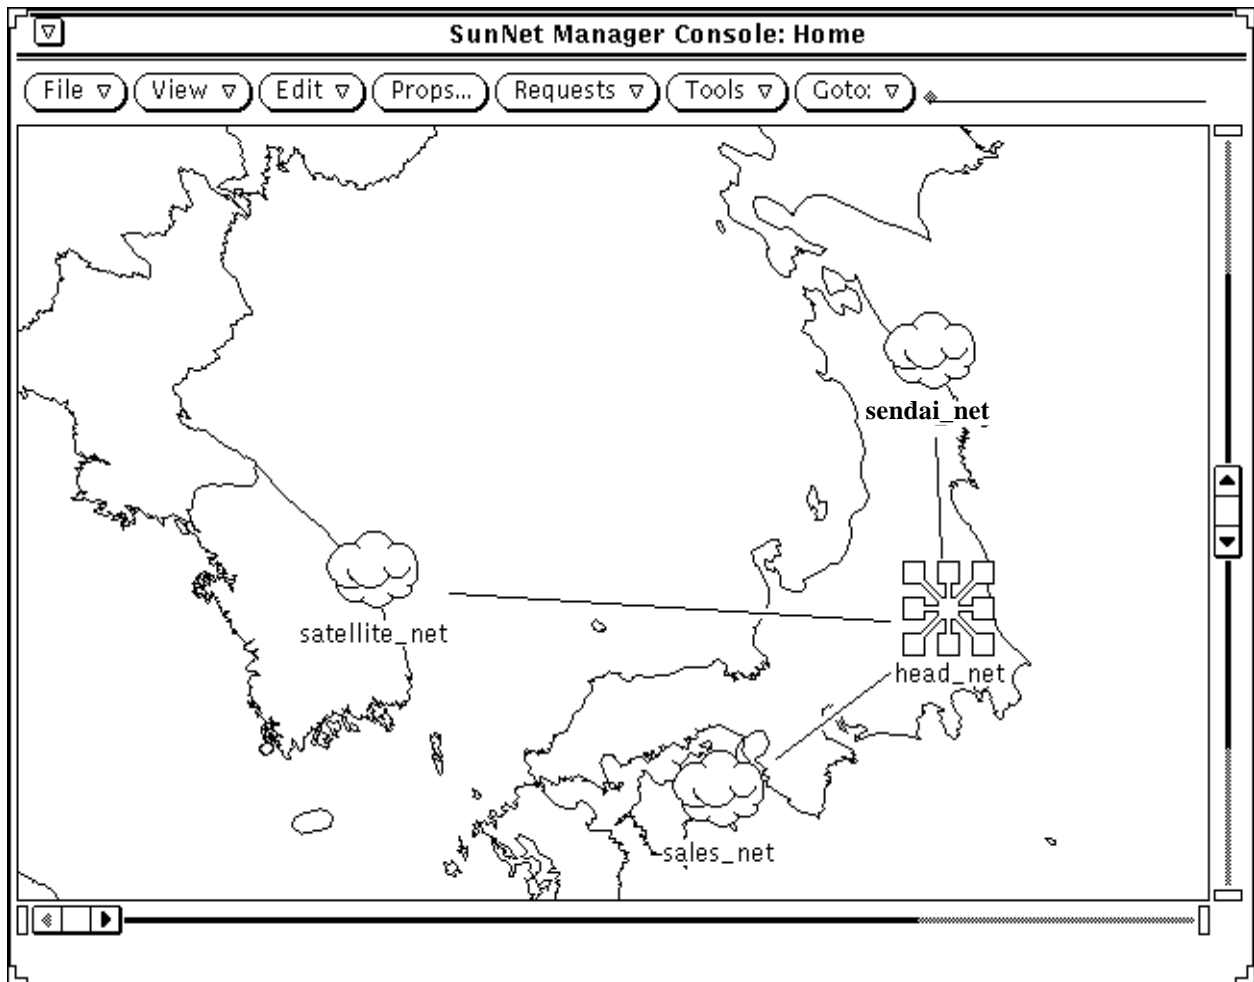 SunNet Manager Console: Home
File View Edit Props... Requests Tools Goto:
sendai_net
satellite_net
head_net
sales_net